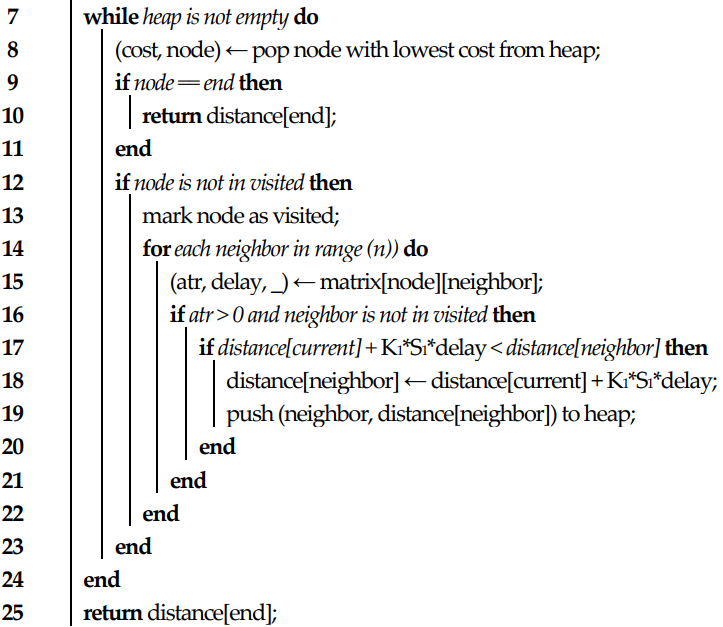 7 while heap is not empty do
8 (cost, node) ← pop node with lowest cost from heap;
9 if node == end then
10 return distance[end];
11 end
12 if node is not in visited then
13 mark node as visited;
14 for each neighbor in range (n)) do
15 (atr, delay, _) ← matrix[node][neighbor];
16 if atr > 0 and neighbor is not in visited then
17 if distance[current] + K₁*S₁*delay < distance[neighbor] then
18 distance[neighbor] ← distance[current] + K₁*S₁*delay;
19 push (neighbor, distance[neighbor]) to heap;
20 end
21 end
22 end
23 end
24 end
25 return distance[end];